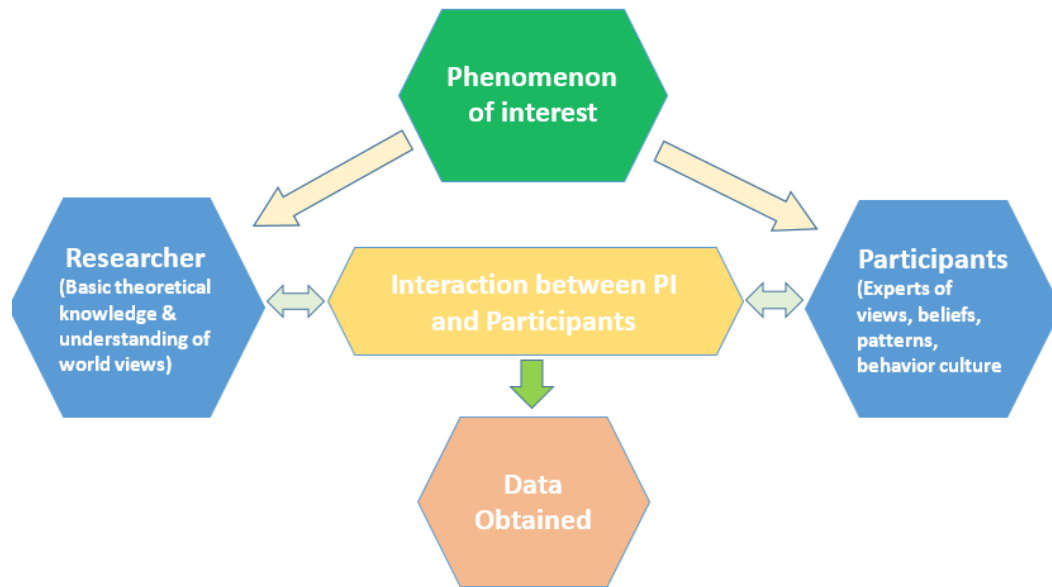 Phenomenon
of interest
Researcher
(Basic theoretical
knowledge &
understanding of
world views)
Interaction between PI
and Participants
Participants
(Experts of
views, beliefs,
patterns,
behavior culture
Data
Obtained